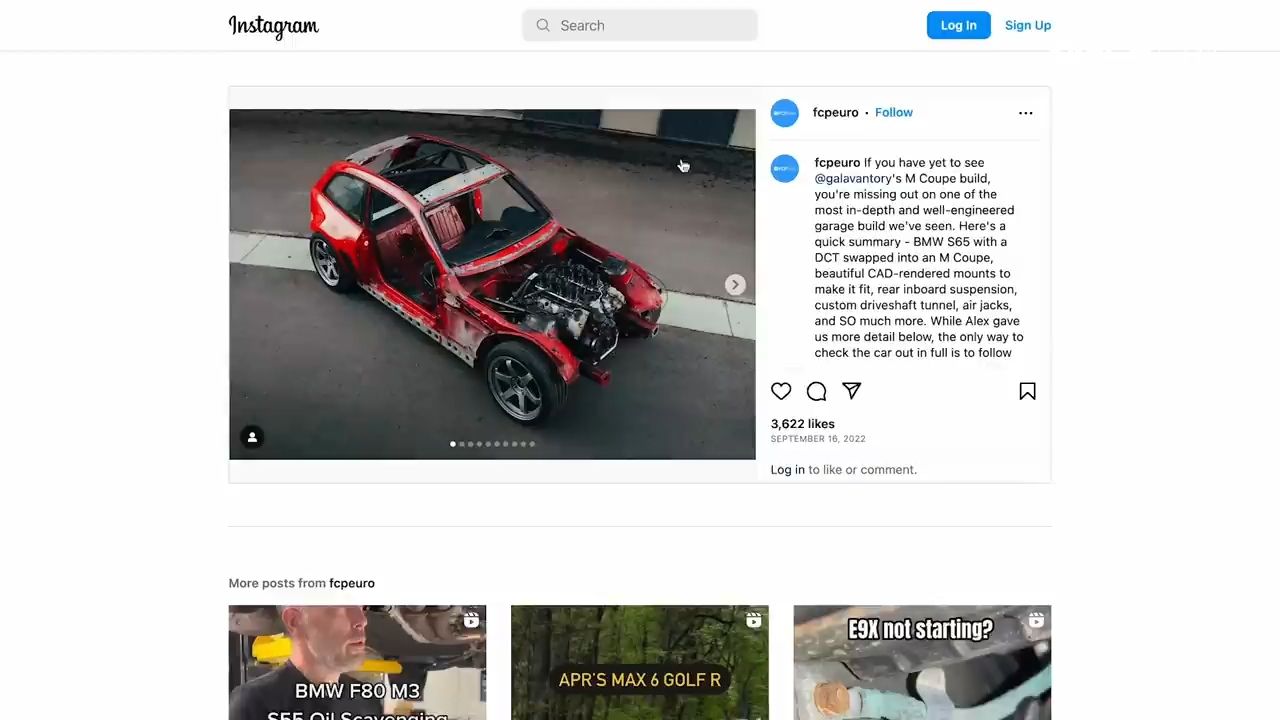 Instagram
Search
Log In
Sign Up
fcpeuro • Follow
fcpeuro If you have yet to see
@galavantory's M Coupe build,
you're missing out on one of the
most in-depth and well-engineered
garage build we've seen. Here's a
quick summary - BMW S65 with a
DCT swapped into an M Coupe,
beautiful CAD-rendered mounts to
make it fit, rear inboard suspension,
custom driveshaft tunnel, air jacks,
and SO much more. While Alex gave
us more detail below, the only way to
check the car out in full is to follow
3,622 likes
SEPTEMBER 16, 2022
Log in to like or comment.
More posts from fcpeuro
BMW F80 M3
S55 Oil Scavenging
APR'S MAX 6 GOLF R
E9X not starting?